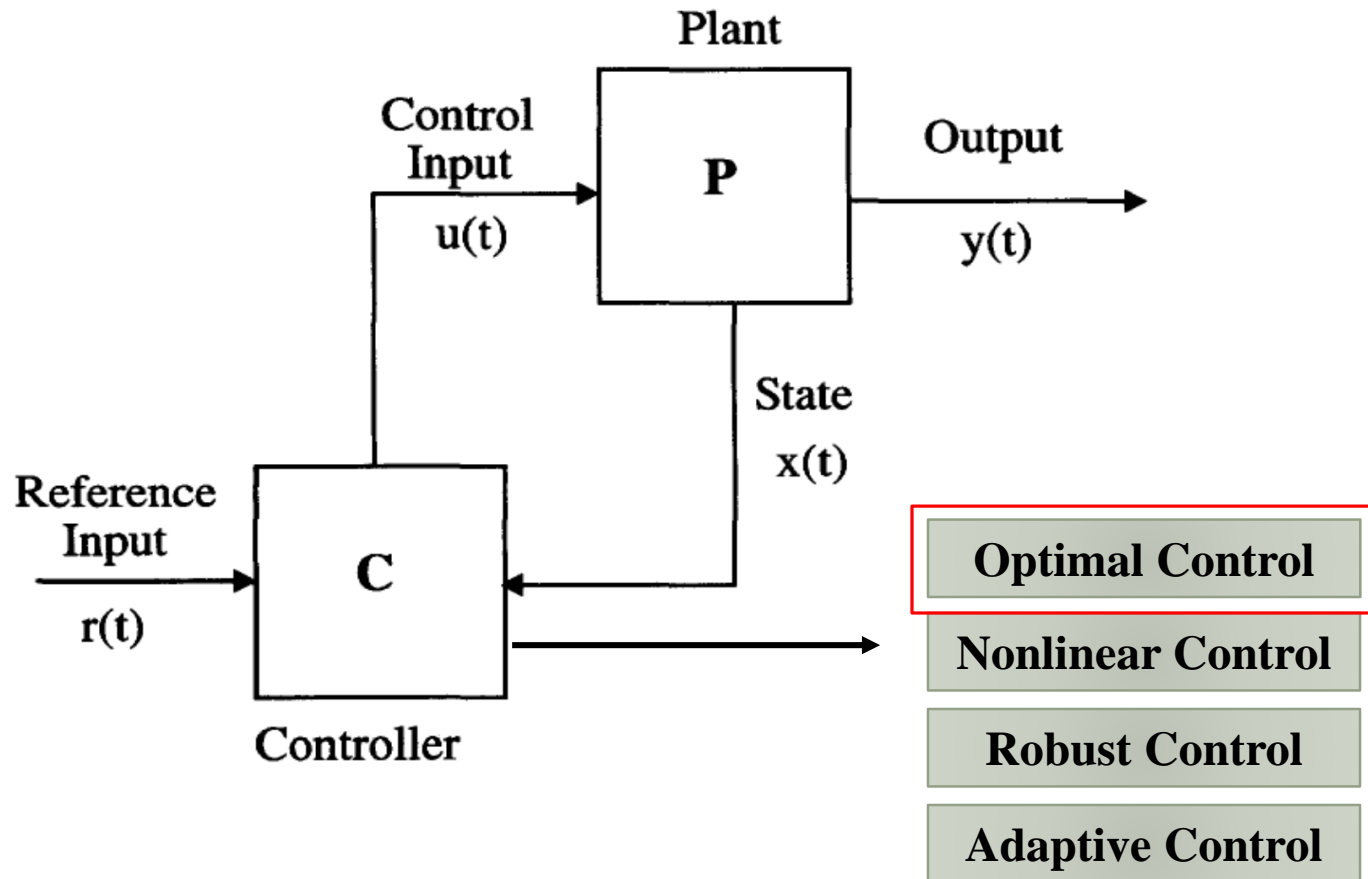 Plant
Control
Input
u(t)
P
Output
y(t)
State
x(t)
Reference
Input
r(t)
C
Controller
Optimal Control
Nonlinear Control
Robust Control
Adaptive Control